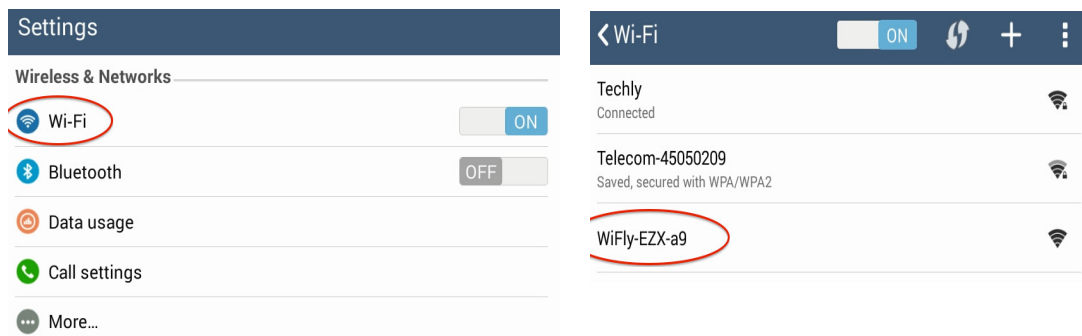 Settings
Wireless & Networks
Wi-Fi
ON
Bluetooth
OFF
Data usage
Call settings
More...
Wi-Fi
ON
Techly
Connected
Telecom-45050209
Saved, secured with WPA/WPA2
WiFly-EZX-a9